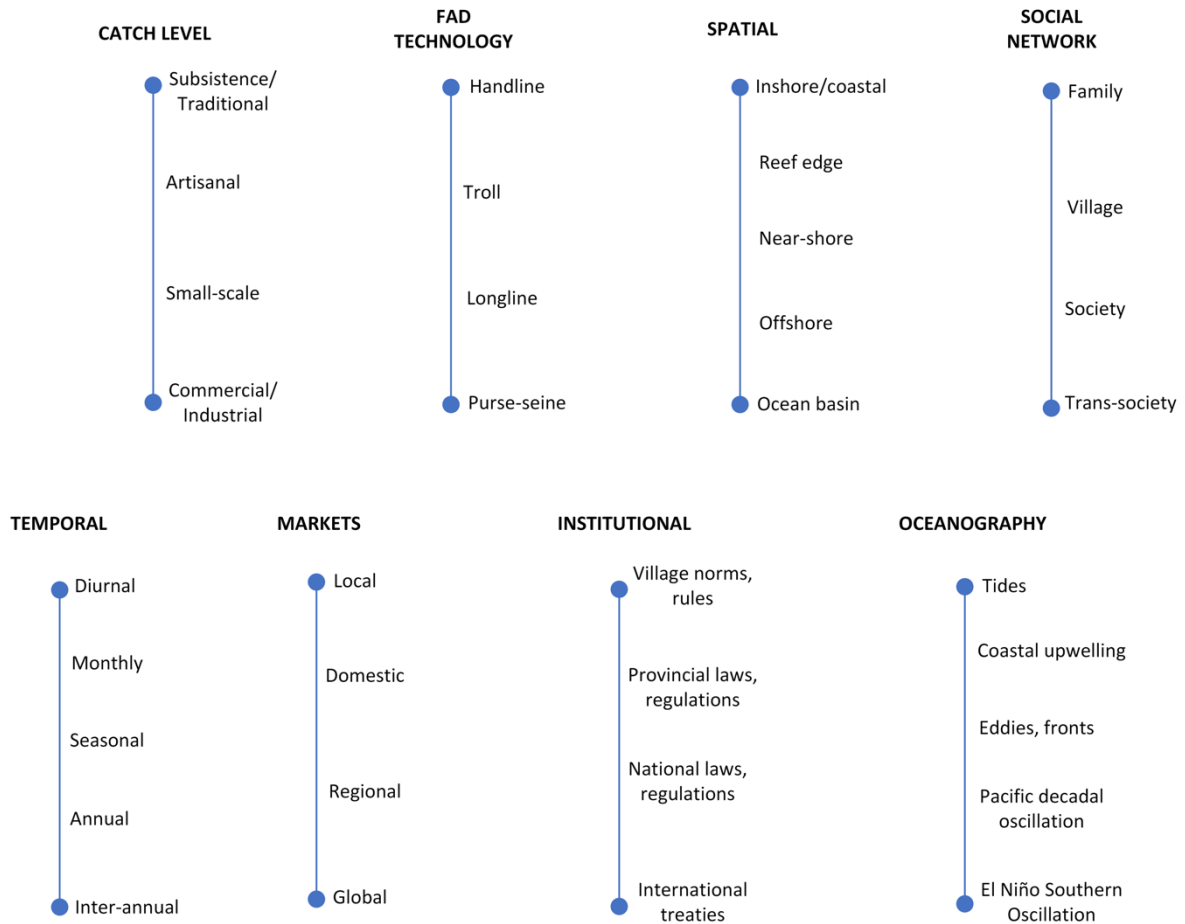 CATCH LEVEL
Subsistence/
Traditional
Artisanal
Small-scale
Commercial/
Industrial
FAD
TECHNOLOGY
Handline
Troll
Longline
Purse-seine
SPATIAL
Inshore/coastal
Reef edge
Near-shore
Offshore
Ocean basin
SOCIAL
NETWORK
Family
Village
Society
Trans-society
TEMPORAL
Diurnal
Monthly
Seasonal
Annual
Inter-annual
MARKETS
Local
Domestic
Regional
Global
INSTITUTIONAL
Village norms,
rules
Provincial laws,
regulations
National laws,
regulations
International
treaties
OCEANOGRAPHY
Tides
Coastal upwelling
Eddies, fronts
Pacific decadal
oscillation
El Niño Southern
Oscillation